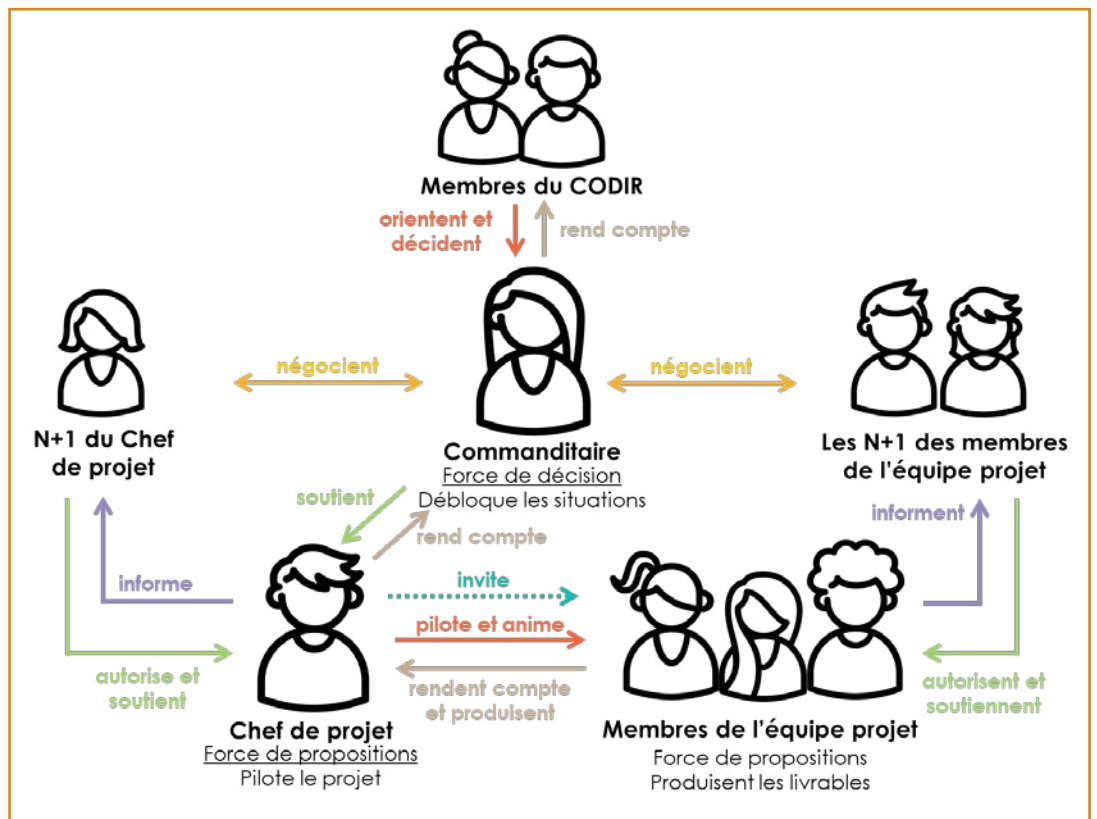 Membres du CODIR
orientent et
décident
rend compte
négocient
négocient
N+1 du Chef
de projet
Commanditaire
Force de décision
Débloque les situations
Les N+1 des membres
de l'équipe projet
soutient
rend compte
informent
informe
invite
pilote et anime
autorise et
soutient
rendent compte
et produisent
autorisent et
soutiennent
Chef de projet
Force de propositions
Pilote le projet
Membres de l'équipe projet
Force de propositions
Produisent les livrables